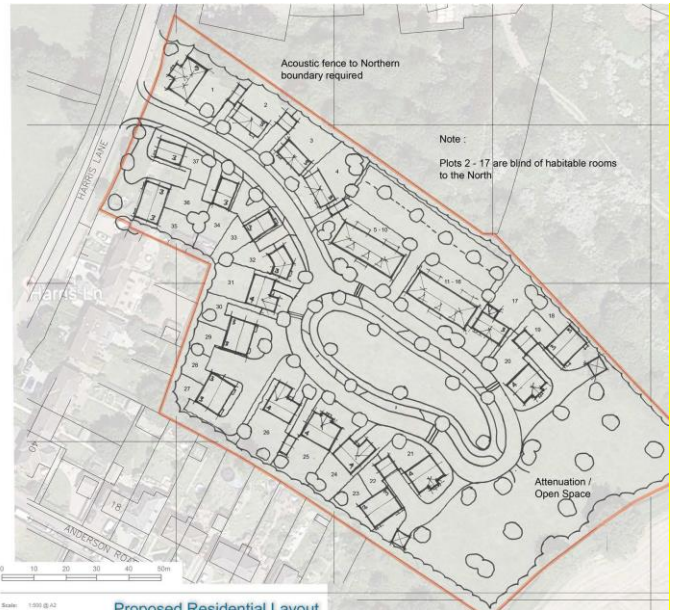 Acoustic fence to Northern
boundary required
Note :
Plots 2 - 17 are blind of habitable rooms
to the North
HARRIS LANE
Harris Ln
1
2
3
4
5 - 10
11 - 16
17
18
19
20
21
22
23
24
25
26
27
28
29
30
31
32
33
34
35
36
37
Attenuation /
Open Space
18
ANDERSON ROAD
0 10 20 30 40 50m
Scale:
Proposed Residential Layout